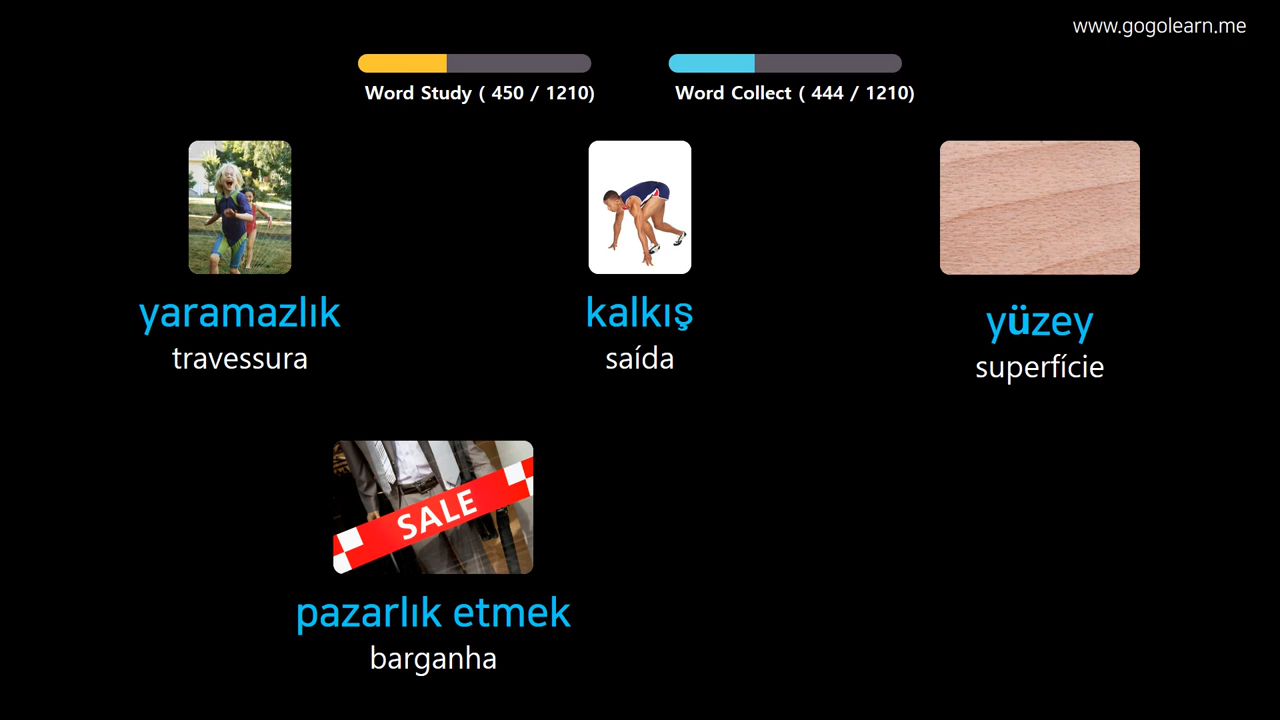 www.gogolearn.me
Word Study ( 450 / 1210)
Word Collect ( 444 / 1210)
yaramazlık
travessura
kalkış
saída
yüzey
superfície
SALE
pazarlık etmek
barganha